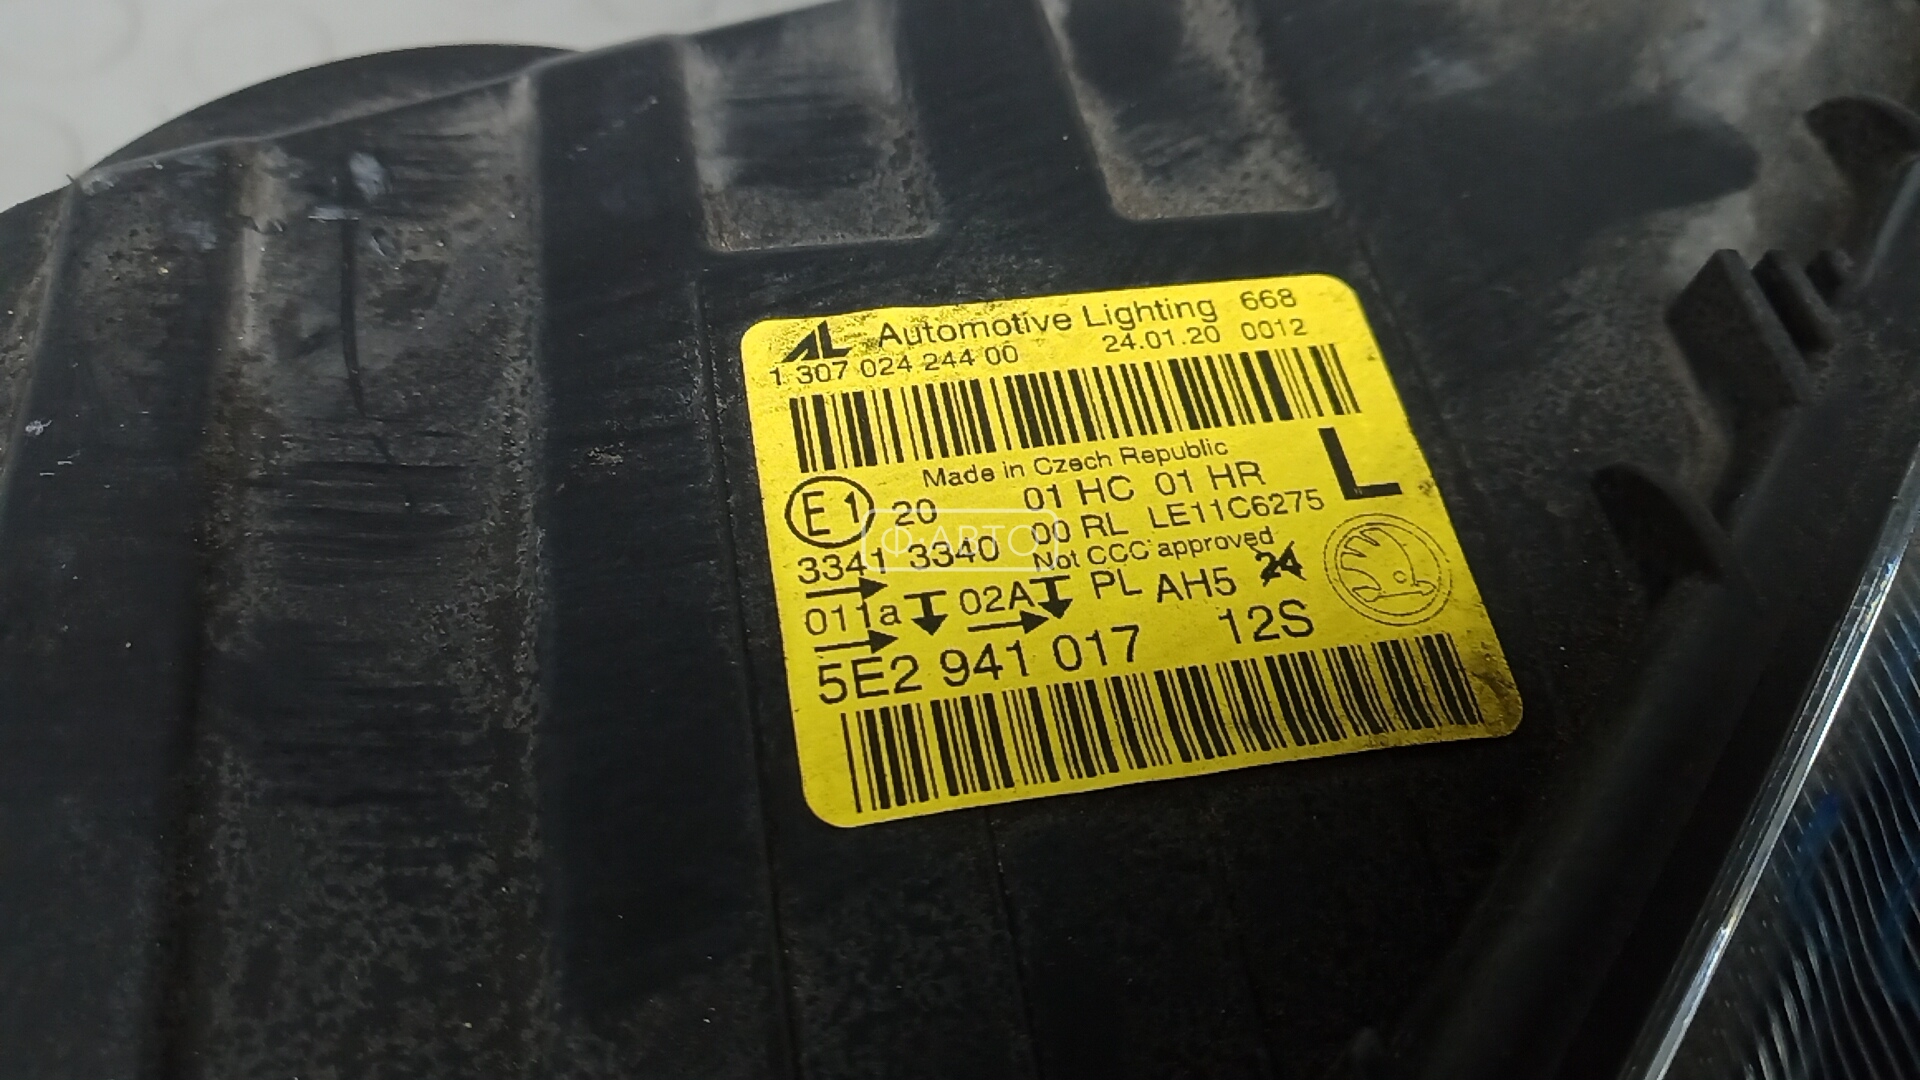 AL Automotive Lighting 668
1 307 024 244 00 24.01.20 0012
Made in Czech Republic
L
E1 20 01 HC 01 HR
3341 3340 00 RL LE11C6275
Not CCC approved
011a 02A PL AH5 24
5E2 941 017 12S
Ф-АВТО